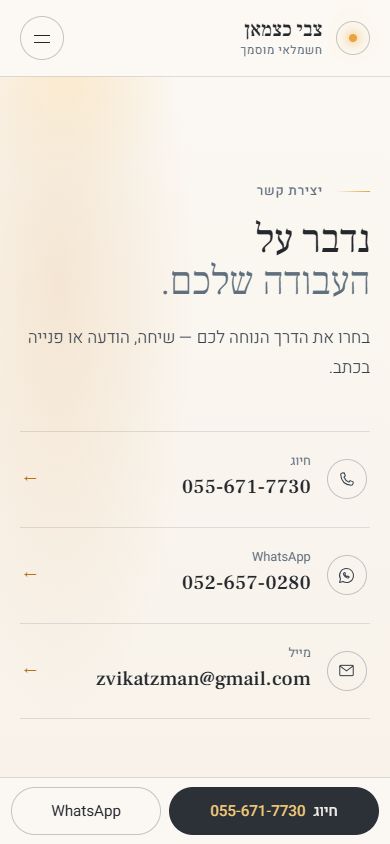 צבי כצמאן
חשמלאי מוסמך
יצירת קשר
נדבר על
העבודה שלכם.
בחרו את הדרך הנוחה לכם — שיחה, הודעה או פנייה
בכתב.
חיוג
055-671-7730
←
WhatsApp
052-657-0280
←
מייל
zvikatzman@gmail.com
←
חיוג 055-671-7730
WhatsApp